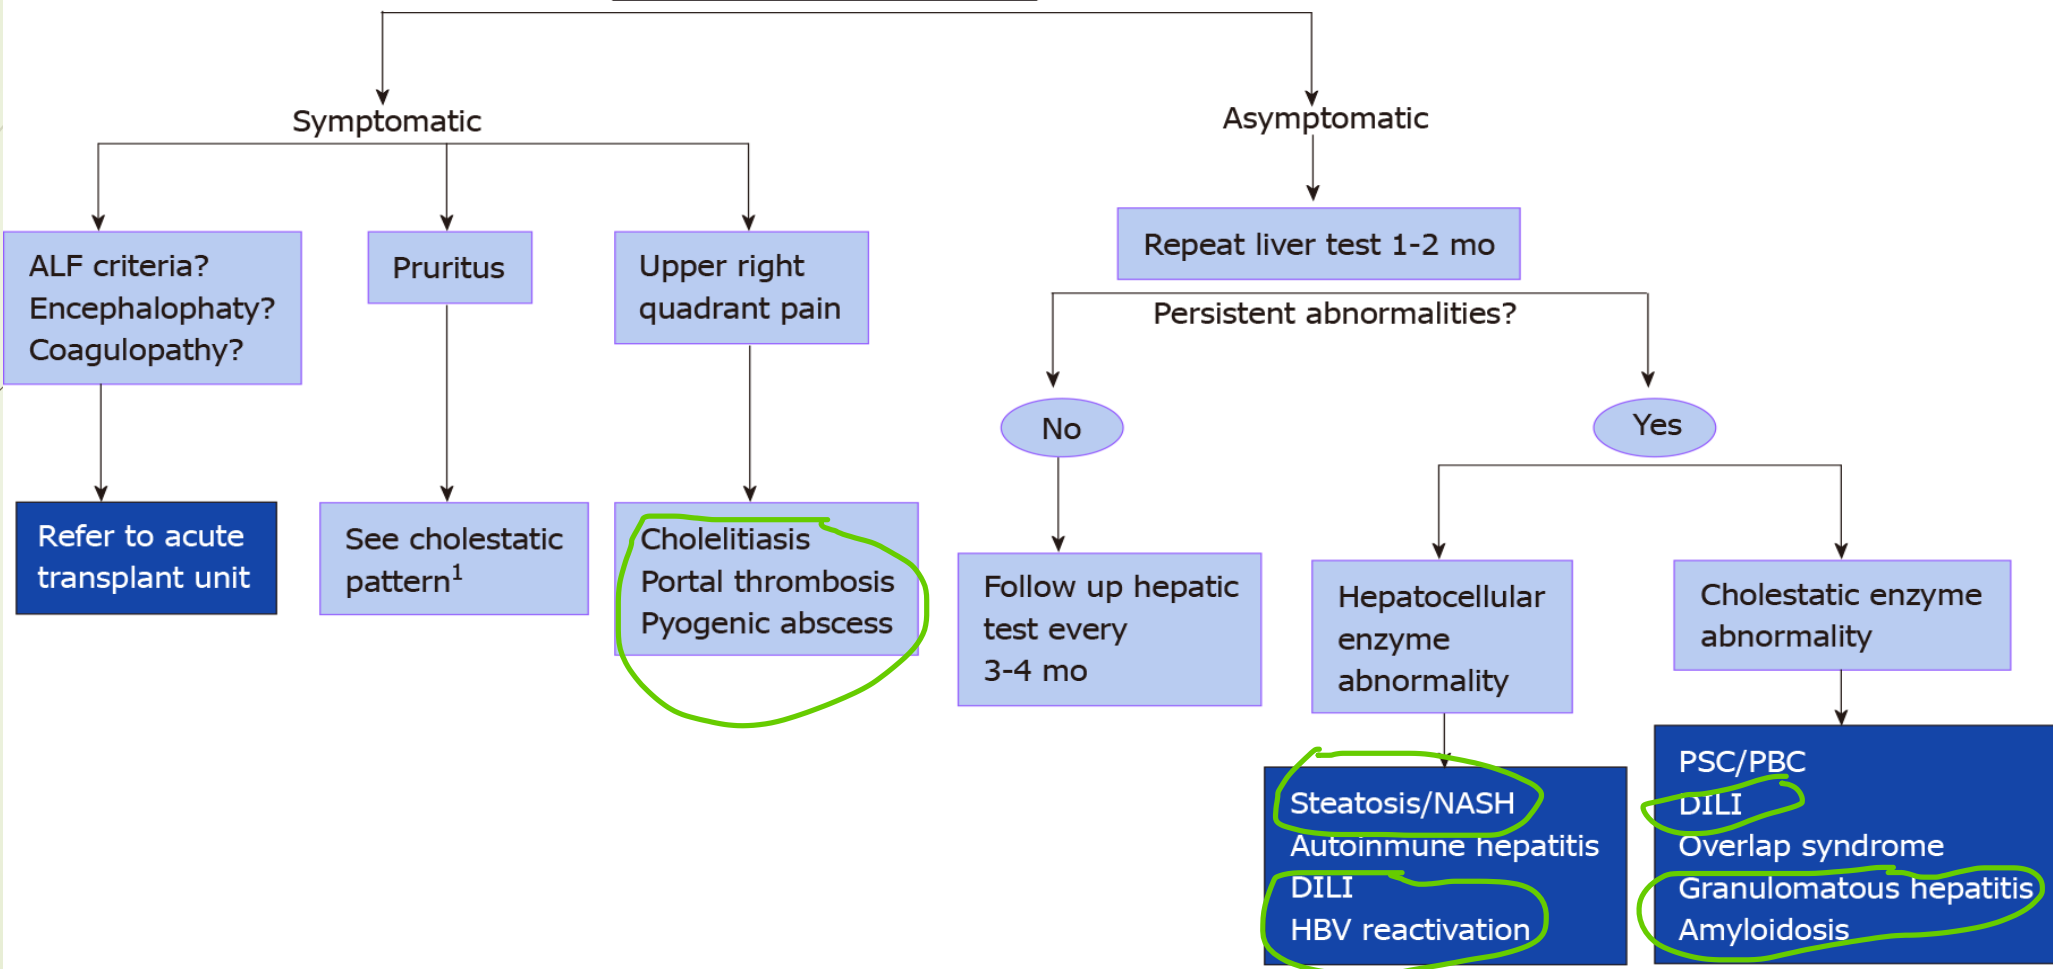 Symptomatic
Asymptomatic
ALF criteria?
Encephalophaty?
Coagulopathy?
Pruritus
Upper right
quadrant pain
Repeat liver test 1-2 mo
Persistent abnormalities?
No
Yes
Refer to acute
transplant unit
See cholestatic
pattern¹
Cholelitiasis
Portal thrombosis
Pyogenic abscess
Follow up hepatic
test every
3-4 mo
Hepatocellular
enzyme
abnormality
Cholestatic enzyme
abnormality
Steatosis/NASH
Autoinmune hepatitis
DILI
HBV reactivation
PSC/PBC
DILI
Overlap syndrome
Granulomatous hepatitis
Amyloidosis